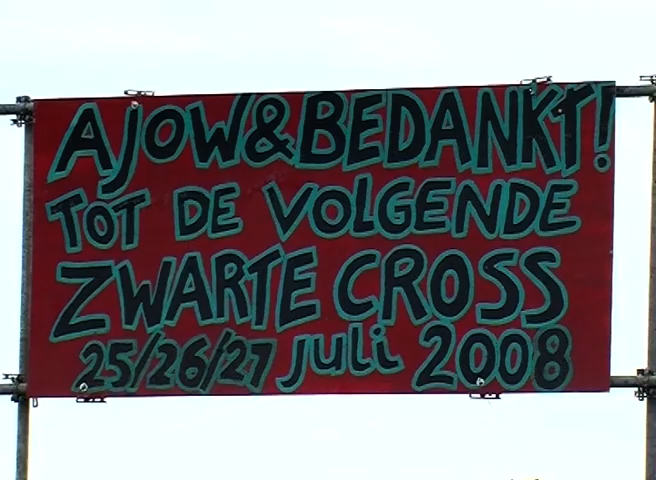 AJOW&BEDANKT!
TOT DE VOLGENDE
ZWARTE CROSS
25/26/27 juli 2008